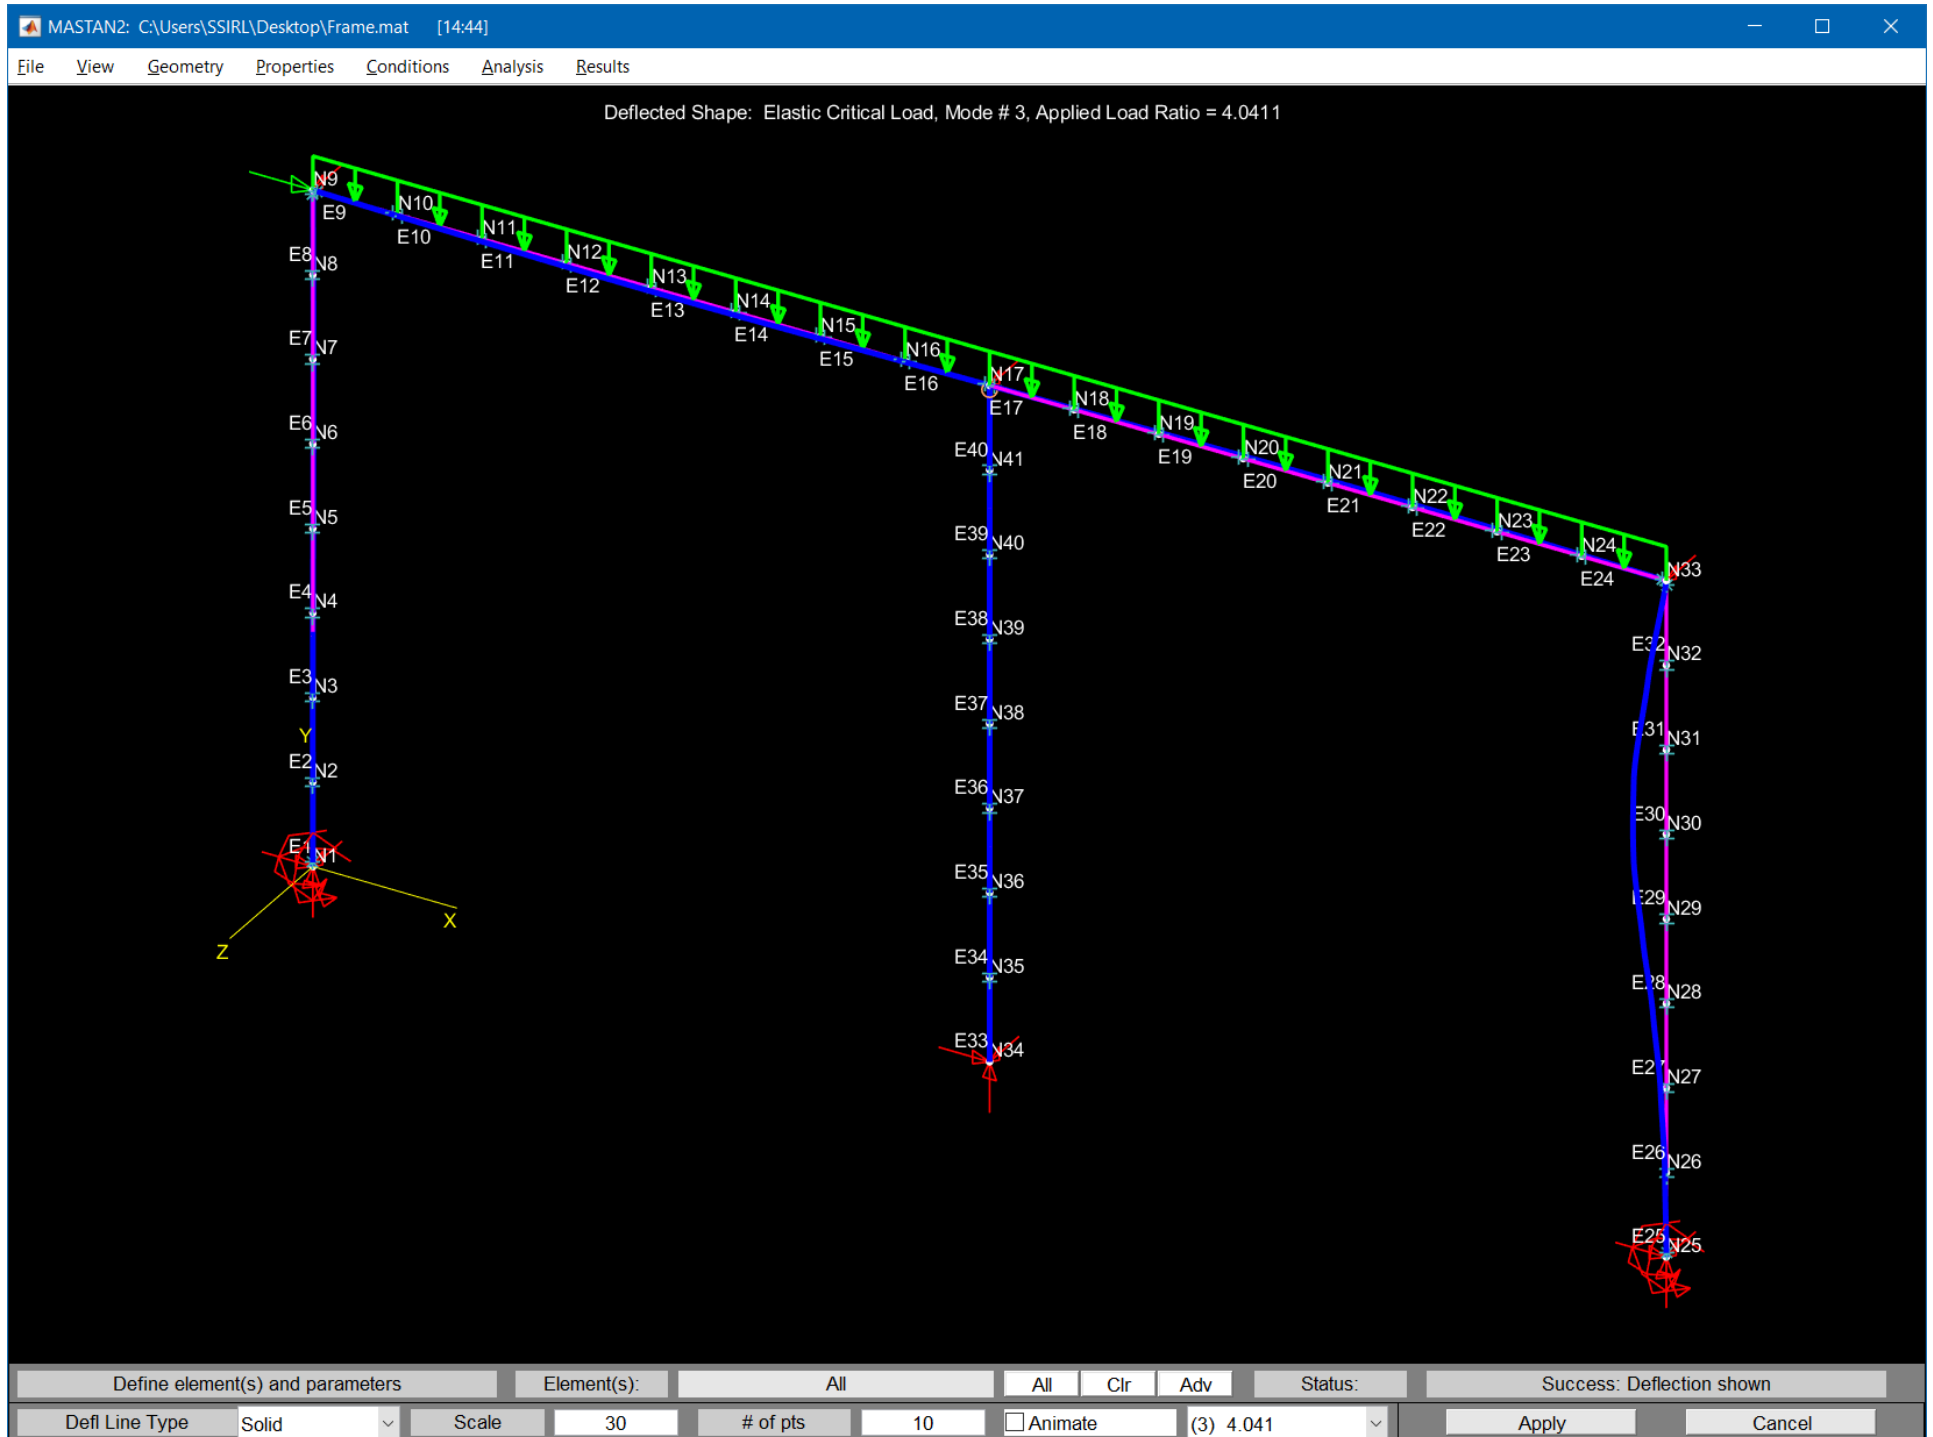 MASTAN2: C:\Users\SSIRL\Desktop\Frame.mat [14:44]
File View Geometry Properties Conditions Analysis Results
Deflected Shape: Elastic Critical Load, Mode # 3, Applied Load Ratio = 4.0411
N9
E9
N10
E10
N11
E11
N12
E12
N13
E13
N14
E14
N15
E15
N16
E16
N17
E17
N18
E18
N19
E19
N20
E20
N21
E21
N22
E22
N23
E23
N24
E24
N33
E8 N8
E7 N7
E6 N6
E5 N5
E4 N4
E3 N3
Y
E2 N2
E1 N1
X
Z
E40 N41
E39 N40
E38 N39
E37 N38
E36 N37
E35 N36
E34 N35
E33 N34
E32 N32
E31 N31
E30 N30
E29 N29
E28 N28
E27 N27
E26 N26
E25 N25
Define element(s) and parameters Element(s): All All Clr Adv Status: Success: Deflection shown
Defl Line Type Solid Scale 30 # of pts 10 Animate (3) 4.041 Apply Cancel